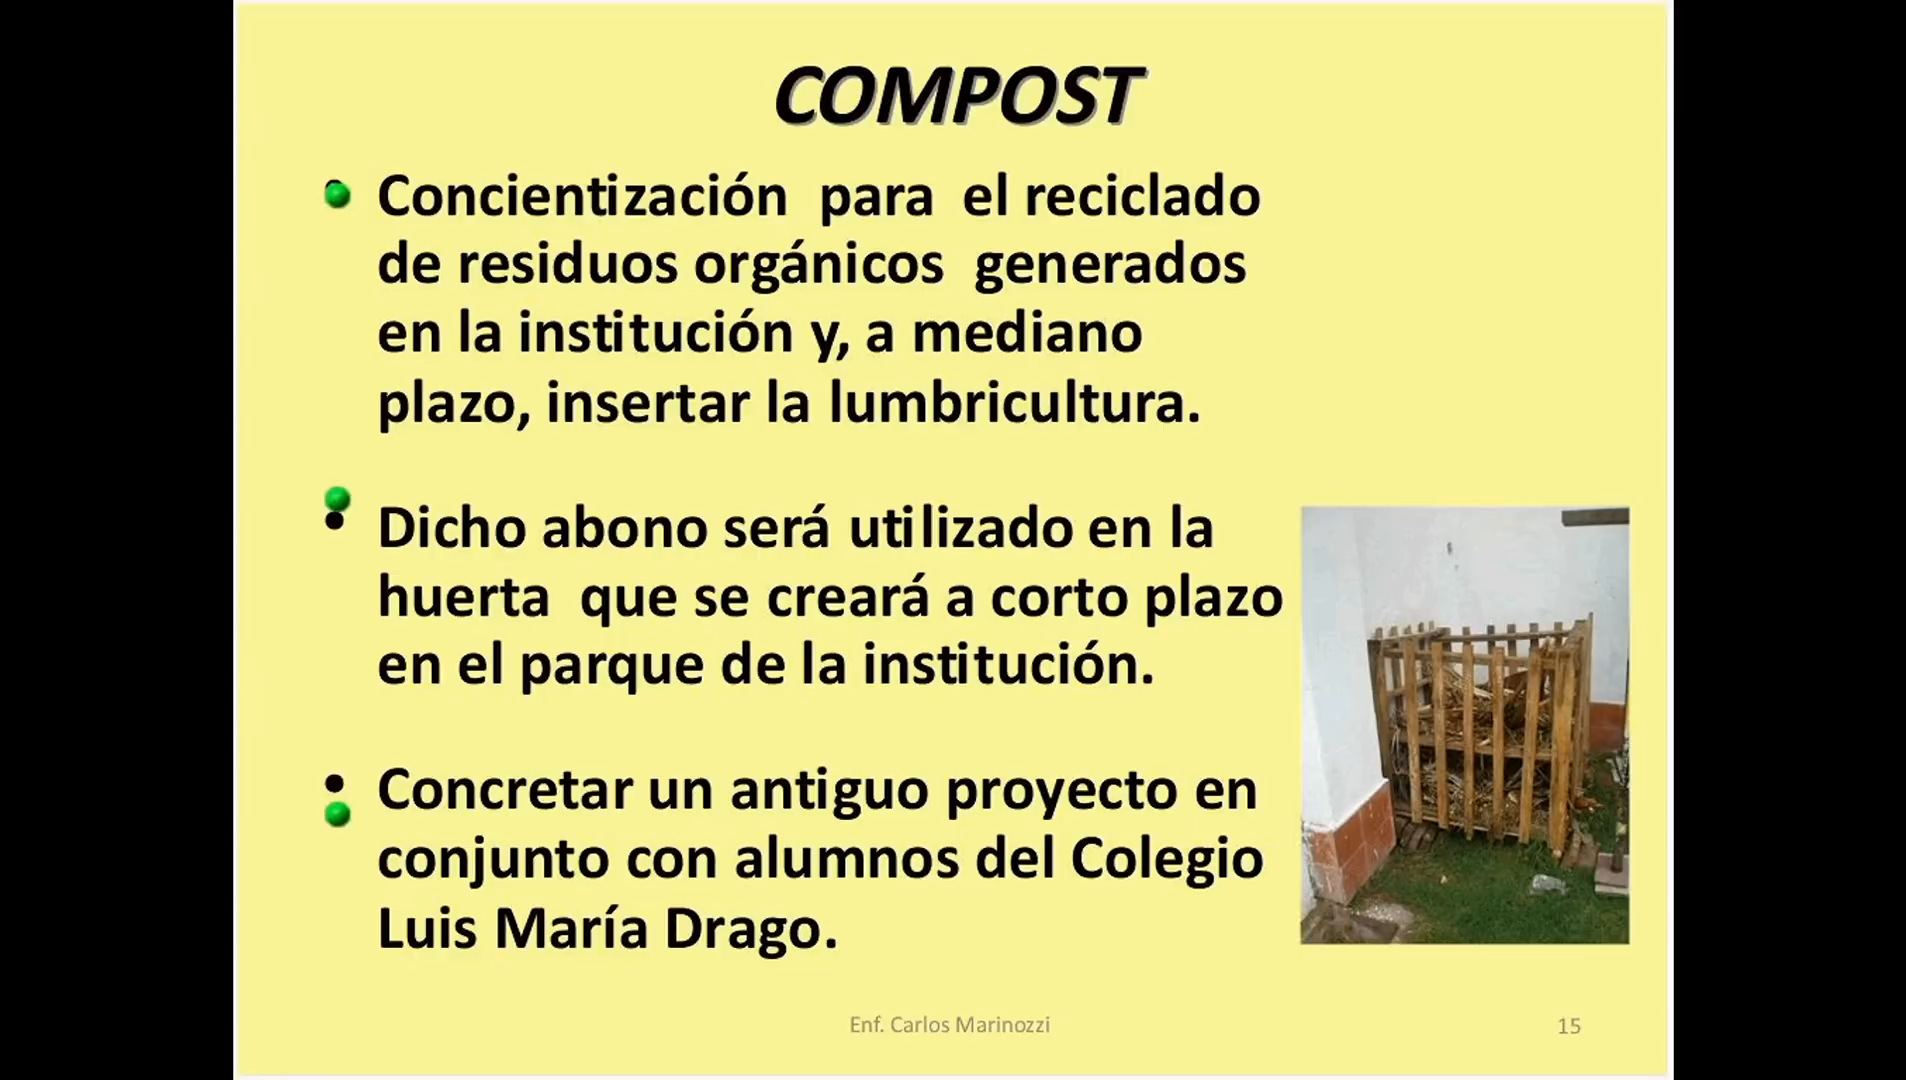 COMPOST
• Concientización para el reciclado
de residuos orgánicos generados
en la institución y, a mediano
plazo, insertar la lumbricultura.
• Dicho abono será utilizado en la
huerta que se creará a corto plazo
en el parque de la institución.
• Concretar un antiguo proyecto en
conjunto con alumnos del Colegio
Luis María Drago.
Enf. Carlos Marinozzi
15